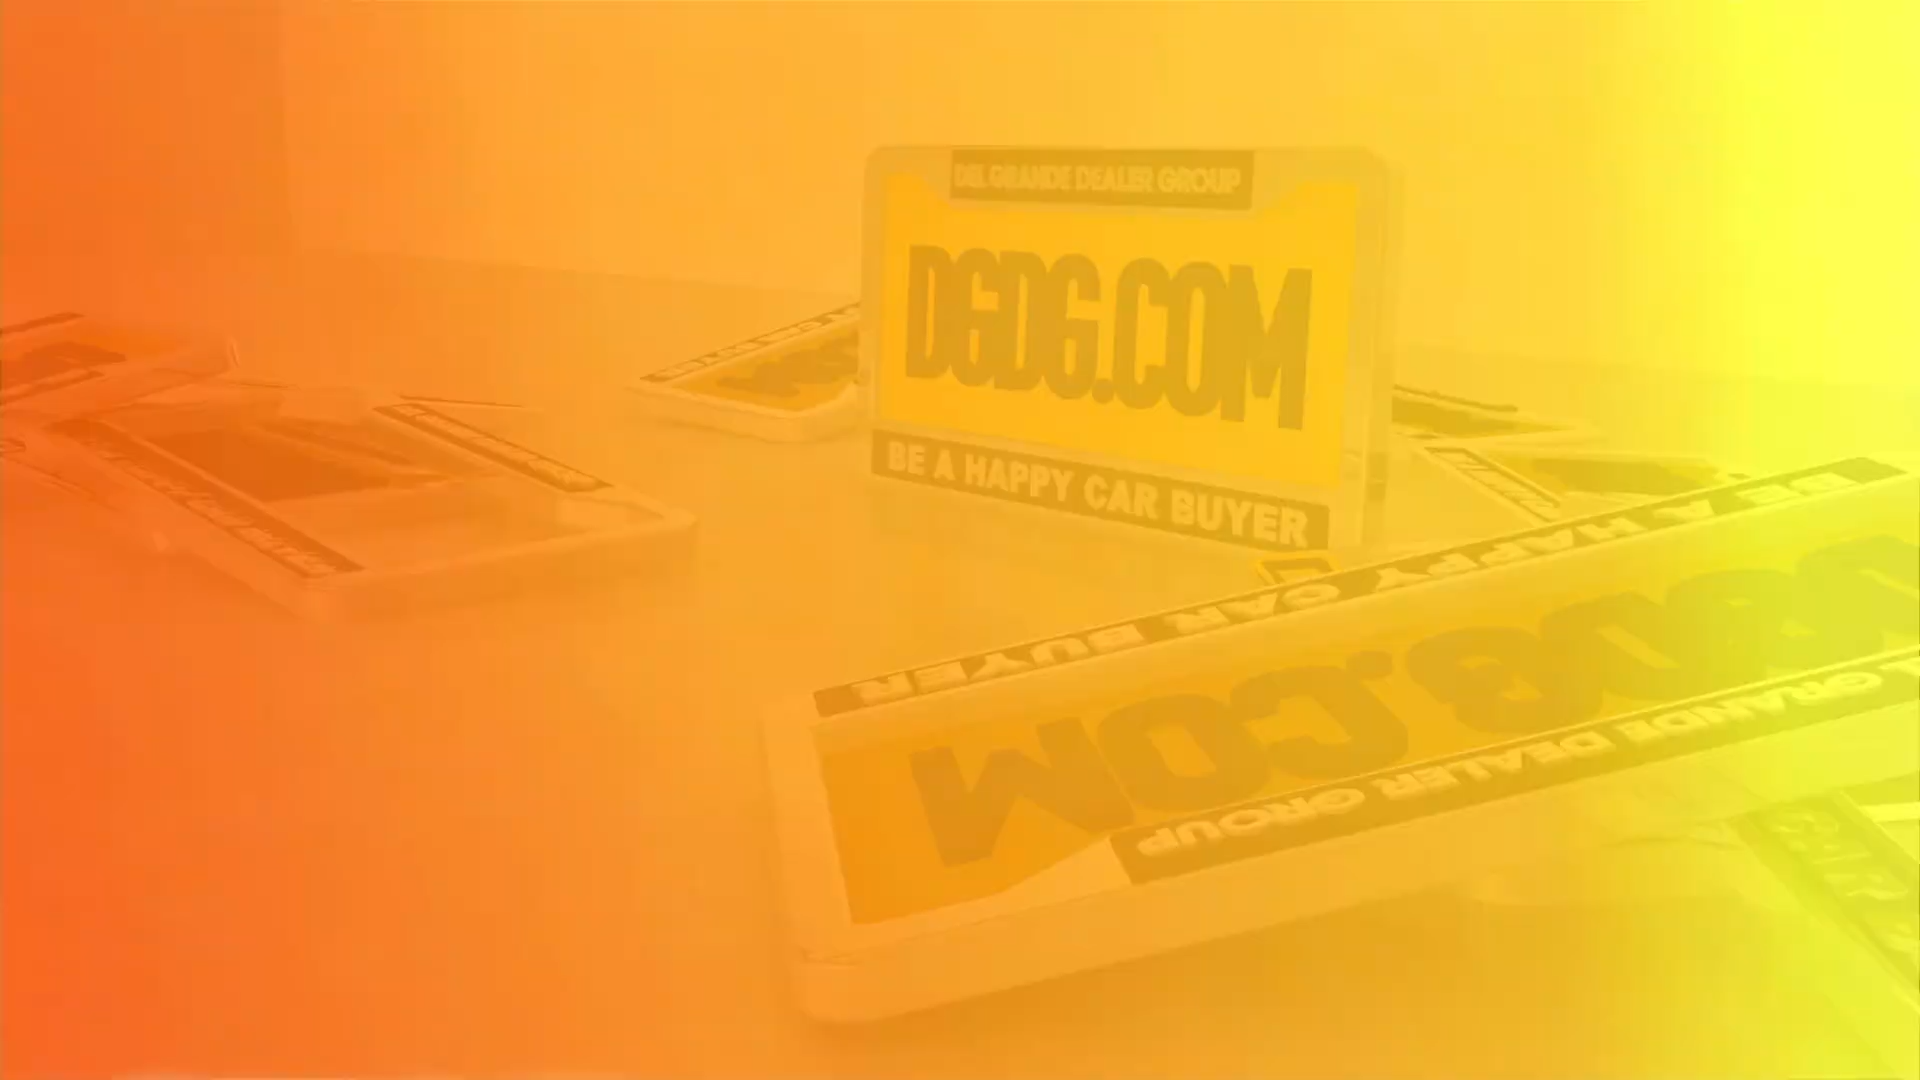 DEL GRANDE DEALER GROUP
DGDG.COM
BE A HAPPY CAR BUYER
BE A HAPPY CAR BUYER
DGDG.COM
GRANDE DEALER GROUP